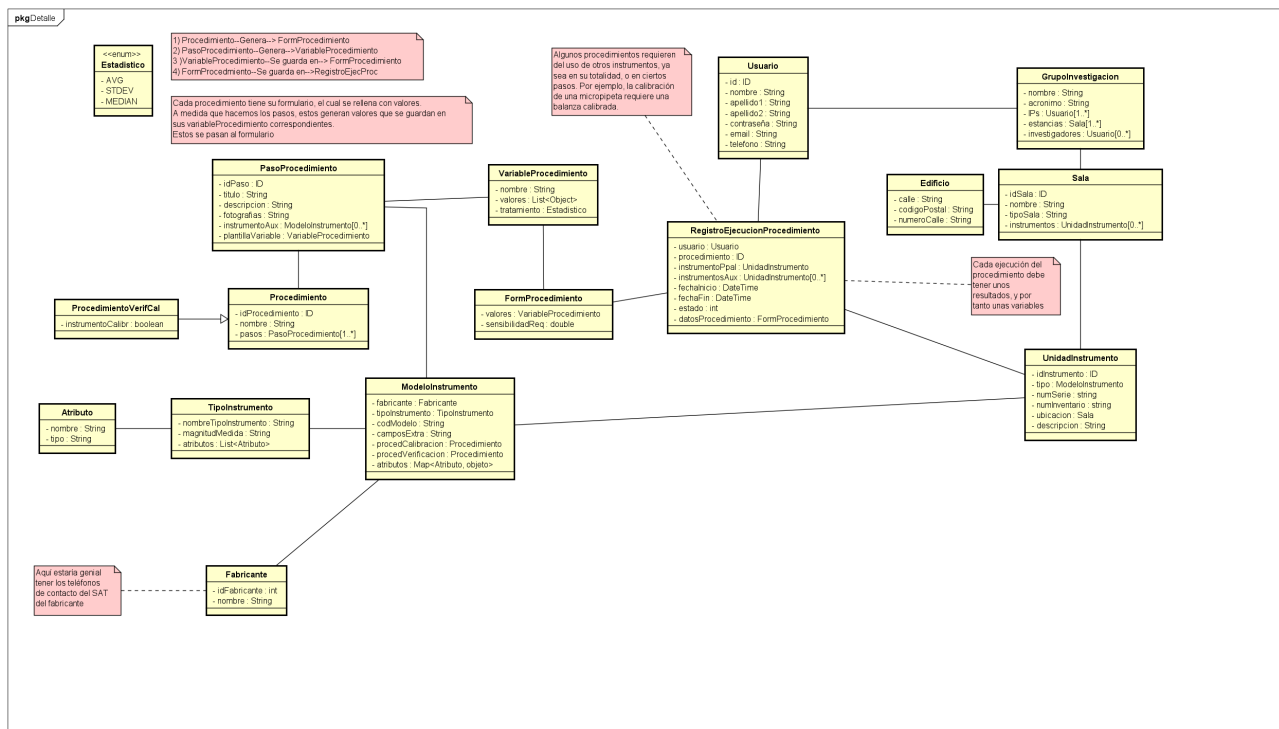 pkg Detalle
<<enum>>
Estadistico
- AVG
- STDEV
- MEDIAN
1) Procedimiento--Genera--> FormProcedimiento
2) PasoProcedimiento--Genera-->VariableProcedimiento
3 )VariableProcedimiento--Se guarda en--> FormProcedimiento
4) FormProcedmiento--Se guarda en-->RegistroEjecProc
Cada procedimiento tiene su formulario, el cual se rellena con valores.
A medida que hacemos los pasos, estos generan valores que se guardan en
sus variableProcedimiento correspondientes.
Estos se pasan al formulario
Algunos procedimientos requieren
del uso de otros instrumentos, ya
sea en su totalidad, o en ciertos
pasos. Por ejemplo, la calibración
de una micropipeta requiere una
balanza calibrada.
Usuario
- id : ID
- nombre : String
- apellido1 : String
- apellido2 : String
- contraseña : String
- email : String
- telefono : String
GrupoInvestigacion
- nombre : String
- acronimo : String
- IPs : Usuario[1..*]
- estancias : Sala[1..*]
- investigadores : Usuario[0..*]
PasoProcedimiento
- idPaso : ID
- titulo : String
- descripcion : String
- fotografias : String
- instrumentoAux : ModeloInstrumento[0..*]
- plantillaVariable : VariableProcedimiento
VariableProcedimiento
- nombre : String
- valores : List<Object>
- tratamiento : Estadistico
Edificio
- calle : String
- codigoPostal : String
- numeroCalle : String
Sala
- idSala : ID
- nombre : String
- tipoSala : String
- instrumentos : UnidadInstrumento[0..*]
RegistroEjecucionProcedimiento
- usuario : Usuario
- procedimiento : ID
- instrumentoPpal : UnidadInstrumento
- instrumentosAux : UnidadInstrumento[0..*]
- fechaInicio : DateTime
- fechaFin : DateTime
- estado : int
- datosProcedimiento : FormProcedimiento
Cada ejecución del
procedimiento debe
tener unos
resultados, y por
tanto unas variables
ProcedimientoVerifCal
- instrumentoCalibr : boolean
Procedimiento
- idProcedimiento : ID
- nombre : String
- pasos : PasoProcedimiento[1..*]
FormProcedimiento
- valores : VariableProcedimiento
- sensibilidadReq : double
UnidadInstrumento
- idInstrumento : ID
- tipo : ModeloInstrumento
- numSerie : string
- numInventario : string
- ubicacion : Sala
- descripcion : String
Atributo
- nombre : String
- tipo : String
TipoInstrumento
- nombreTipoInstrumento : String
- magnitudMedida : String
- atributos : List<Atributo>
ModeloInstrumento
- fabricante : Fabricante
- tipoInstrumento : TipoInstrumento
- codModelo : String
- camposExtra : String
- procedCalibracion : Procedimiento
- procedVerificacion : Procedimiento
- atributos : Map<Atributo, objeto>
Aquí estaría genial
tener los teléfonos
de contacto del SAT
del fabricante
Fabricante
- idFabricante : int
- nombre : String